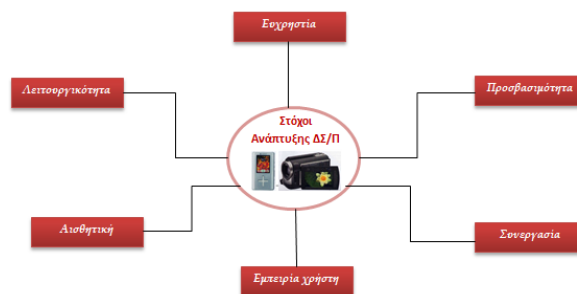 Ευχρηστία
Λειτουργικότητα
Προσβασιμότητα
Στόχοι
Ανάπτυξης ΔΣ/Π
Αισθητική
Συνεργασία
Εμπειρία χρήστη